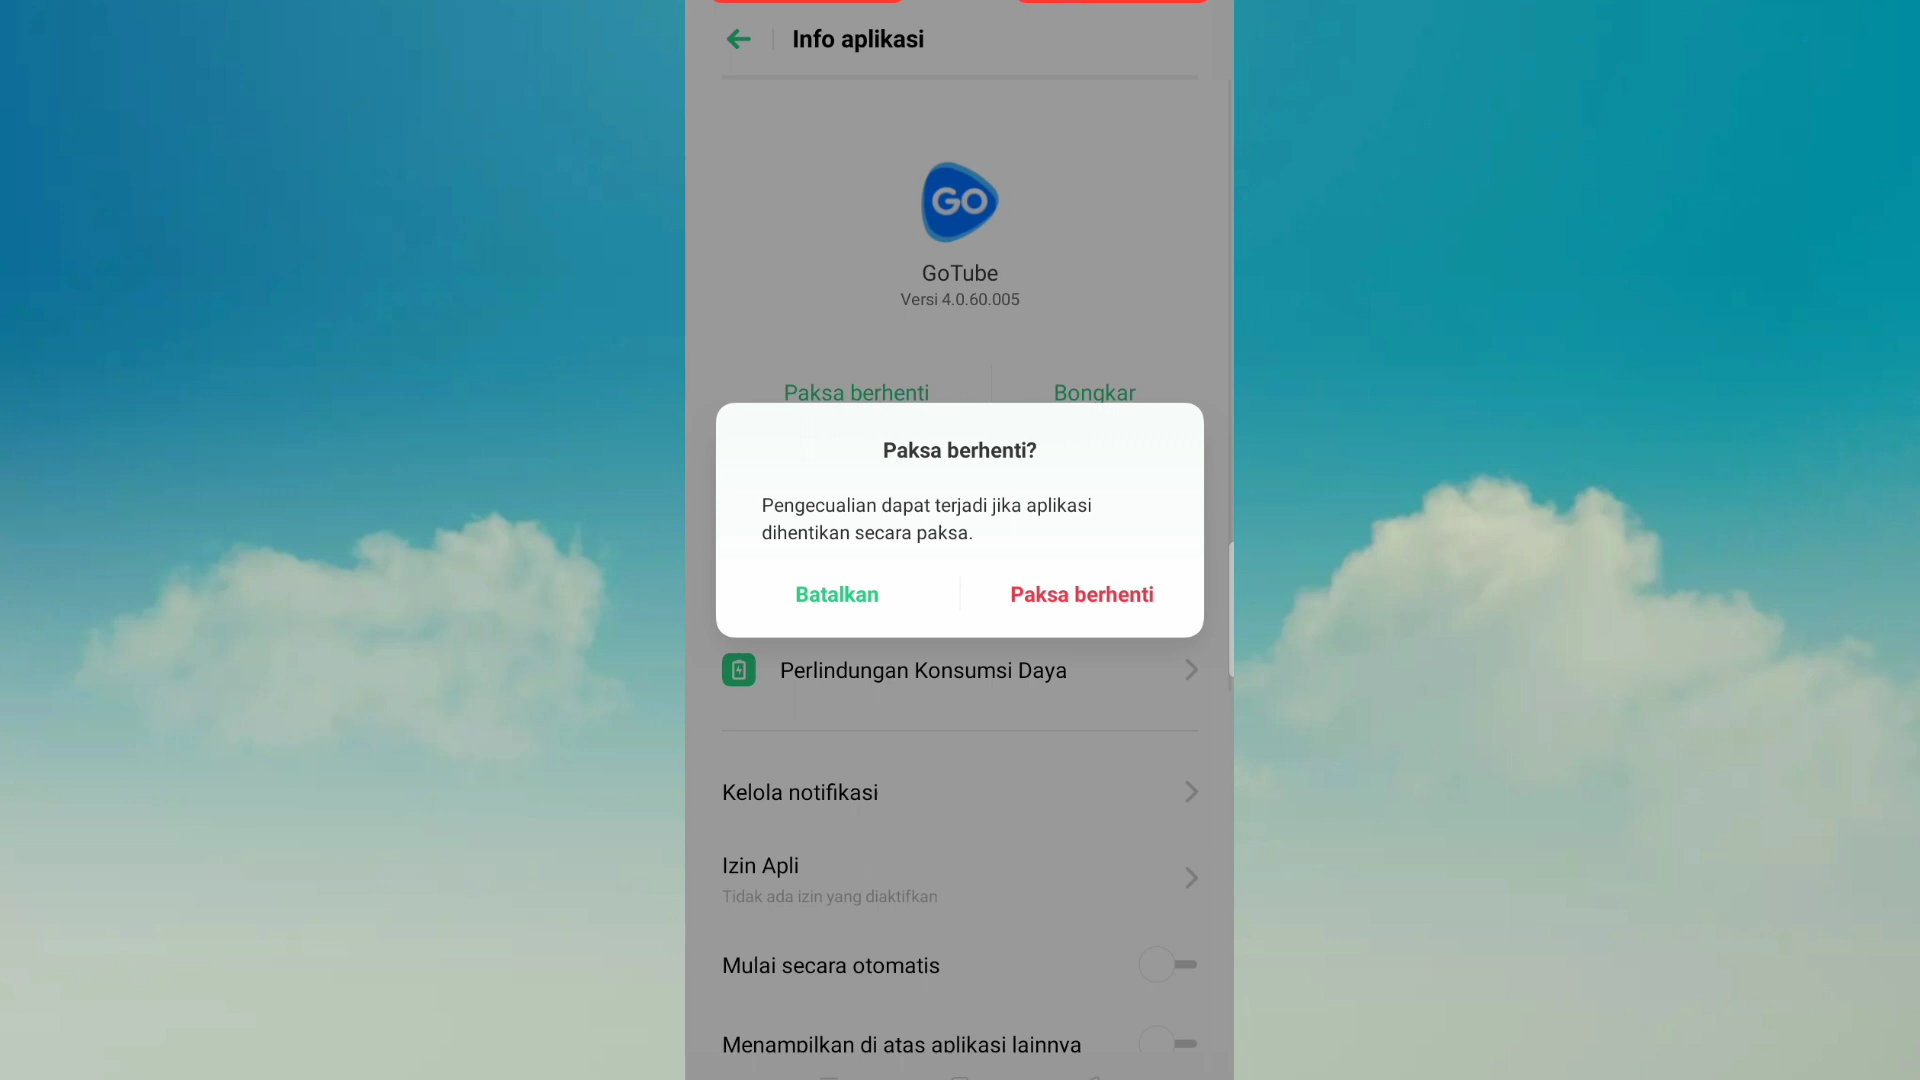 Info aplikasi
GO
GoTube
Versi 4.0.60.005
Paksa berhenti
Bongkar
Paksa berhenti?
Pengecualian dapat terjadi jika aplikasi
dihentikan secara paksa.
Batalkan
Paksa berhenti
Perlindungan Konsumsi Daya
Kelola notifikasi
Izin Apli
Tidak ada izin yang diaktifkan
Mulai secara otomatis
Menampilkan di atas aplikasi lainnya